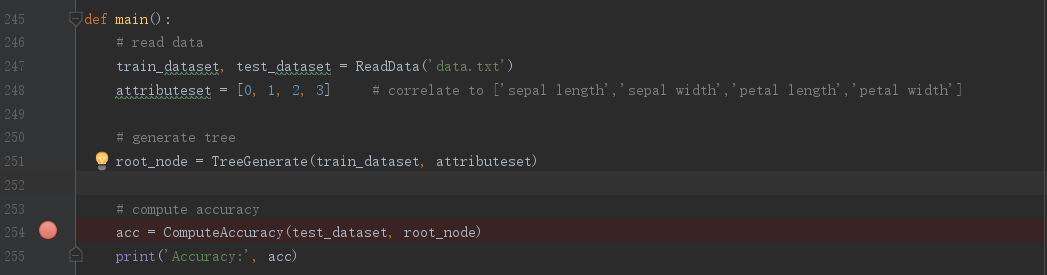 245 def main():
246 # read data
247 train_dataset, test_dataset = ReadData('data.txt')
248 attributeset = [0, 1, 2, 3] # correlate to ['sepal length','sepal width','petal length','petal width']
249
250 # generate tree
251 root_node = TreeGenerate(train_dataset, attributeset)
252
253 # compute accuracy
254 acc = ComputeAccuracy(test_dataset, root_node)
255 print('Accuracy:', acc)